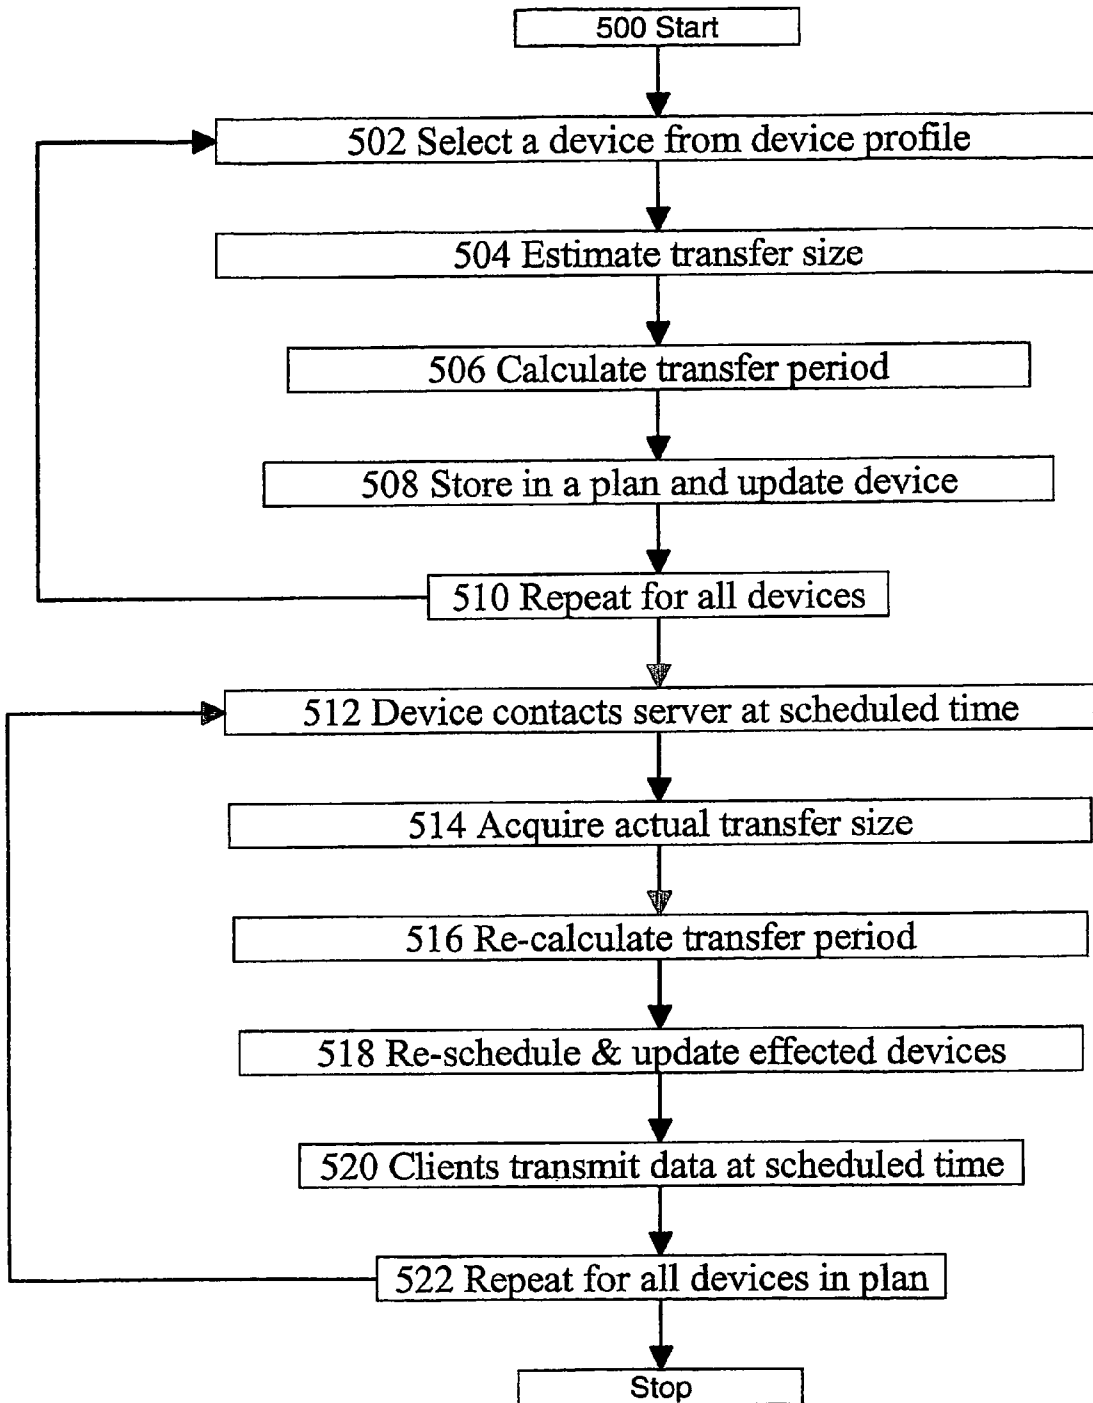 500 Start
502 Select a device from device profile
504 Estimate transfer size
506 Calculate transfer period
508 Store in a plan and update device
510 Repeat for all devices
512 Device contacts server at scheduled time
514 Acquire actual transfer size
516 Re-calculate transfer period
518 Re-schedule & update effected devices
520 Clients transmit data at scheduled time
522 Repeat for all devices in plan
Stop